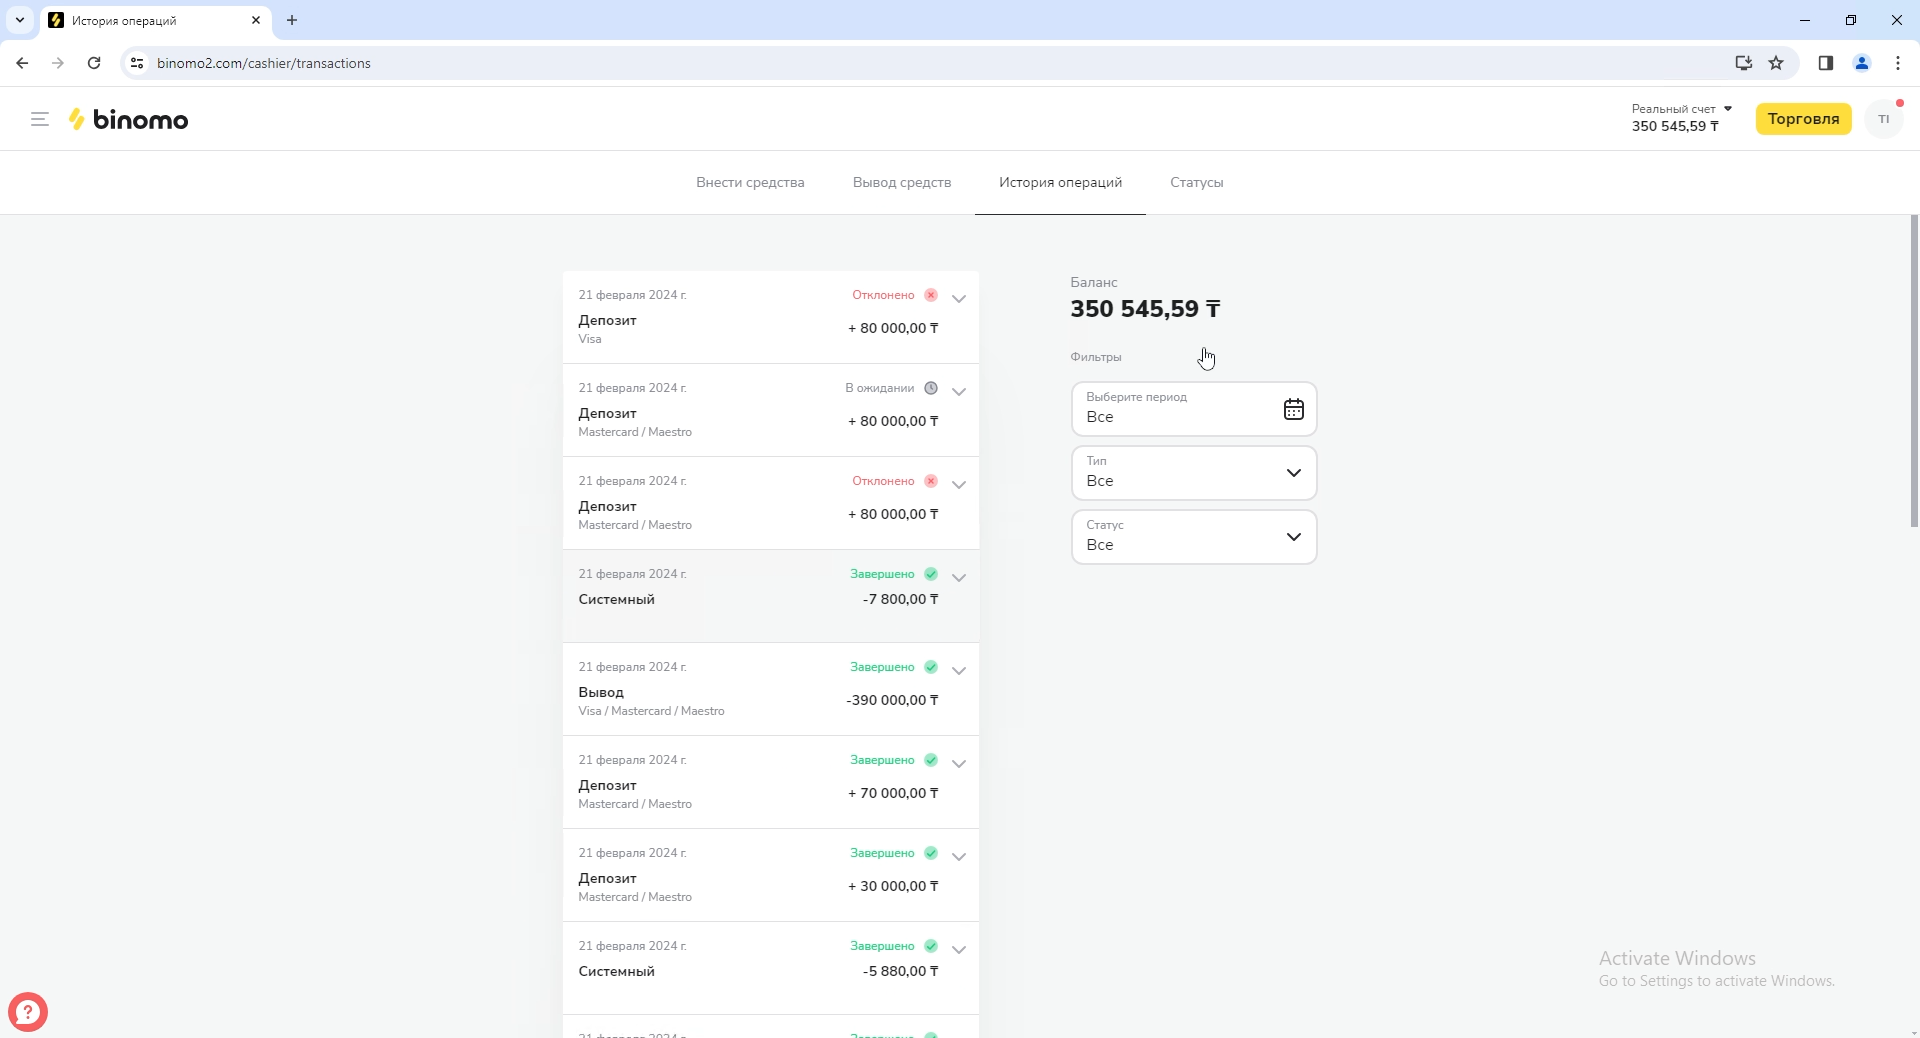 История операций
binomo2.com/cashier/transactions
binomo
Реальный счет
350 545,59 ₸
Торговля
TI
Внести средства
Вывод средств
История операций
Статусы
21 февраля 2024 г.
Отклонено
Депозит
+ 80 000,00 ₸
Visa
21 февраля 2024 г.
В ожидании
Депозит
+ 80 000,00 ₸
Mastercard / Maestro
21 февраля 2024 г.
Отклонено
Депозит
+ 80 000,00 ₸
Mastercard / Maestro
21 февраля 2024 г.
Завершено
Системный
-7 800,00 ₸
21 февраля 2024 г.
Завершено
Вывод
-390 000,00 ₸
Visa / Mastercard / Maestro
21 февраля 2024 г.
Завершено
Депозит
+ 70 000,00 ₸
Mastercard / Maestro
21 февраля 2024 г.
Завершено
Депозит
+ 30 000,00 ₸
Mastercard / Maestro
21 февраля 2024 г.
Завершено
Системный
-5 880,00 ₸
21 февраля 2024 г.
Завершено
Баланс
350 545,59 ₸
Фильтры
Выберите период
Все
Тип
Все
Статус
Все
Activate Windows
Go to Settings to activate Windows.